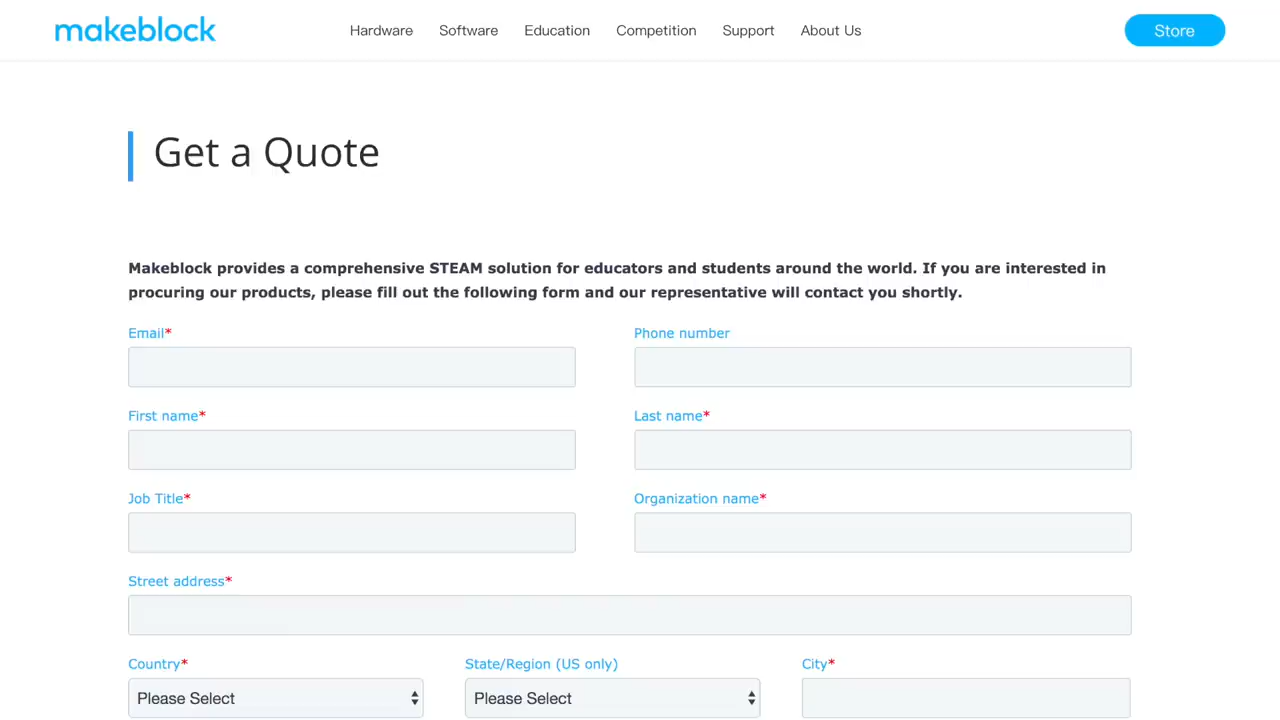 makeblock
Hardware Software Education Competition Support About Us Store
Get a Quote
Makeblock provides a comprehensive STEAM solution for educators and students around the world. If you are interested in
procuring our products, please fill out the following form and our representative will contact you shortly.
Email* Phone number
First name* Last name*
Job Title* Organization name*
Street address*
Country* State/Region (US only) City*
Please Select Please Select